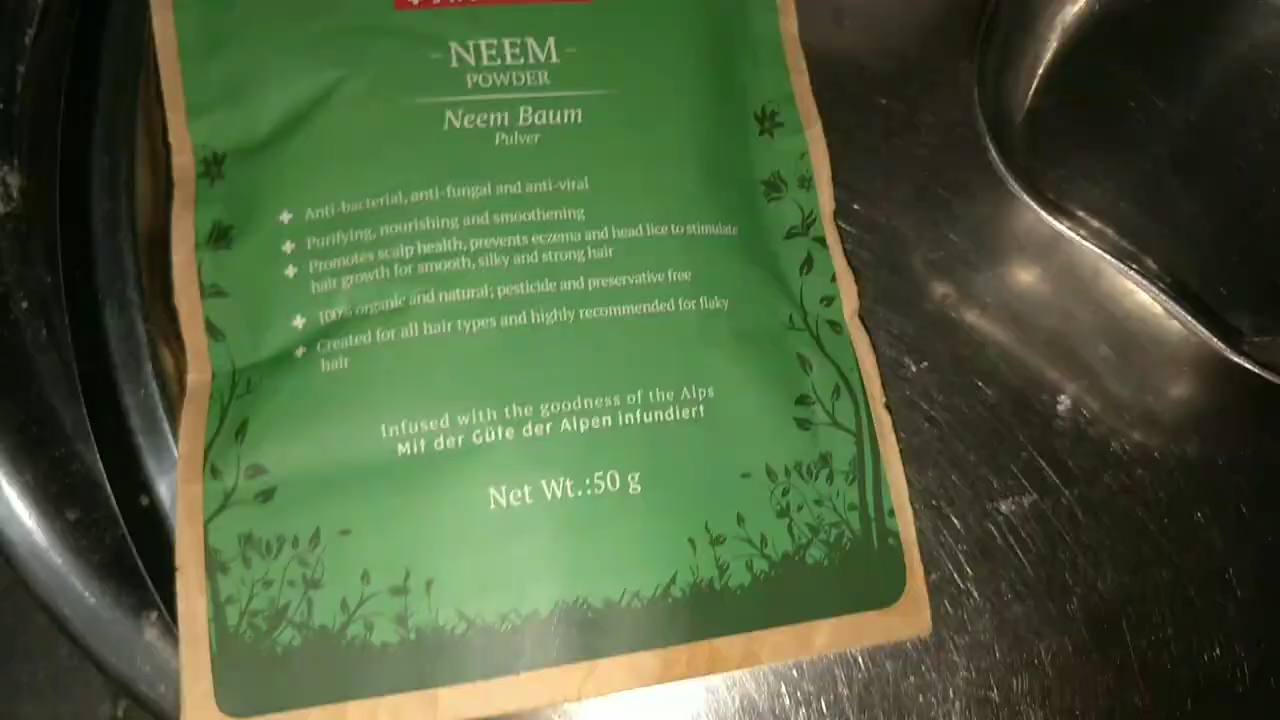 NEEM
POWDER
Neem Baum
Pulver
Anti-bacterial, anti-fungal and anti-viral
Purifying, nourishing and smoothening
Promotes scalp health, prevents eczema and head lice to stimulate
hair growth for smooth, silky and strong hair
100% organic and natural; pesticide and preservative free
Created for all hair types and highly recommended for flaky
hair
Infused with the goodness of the Alps
Mit der Güte der Alpen infundiert
Net Wt.:50 g